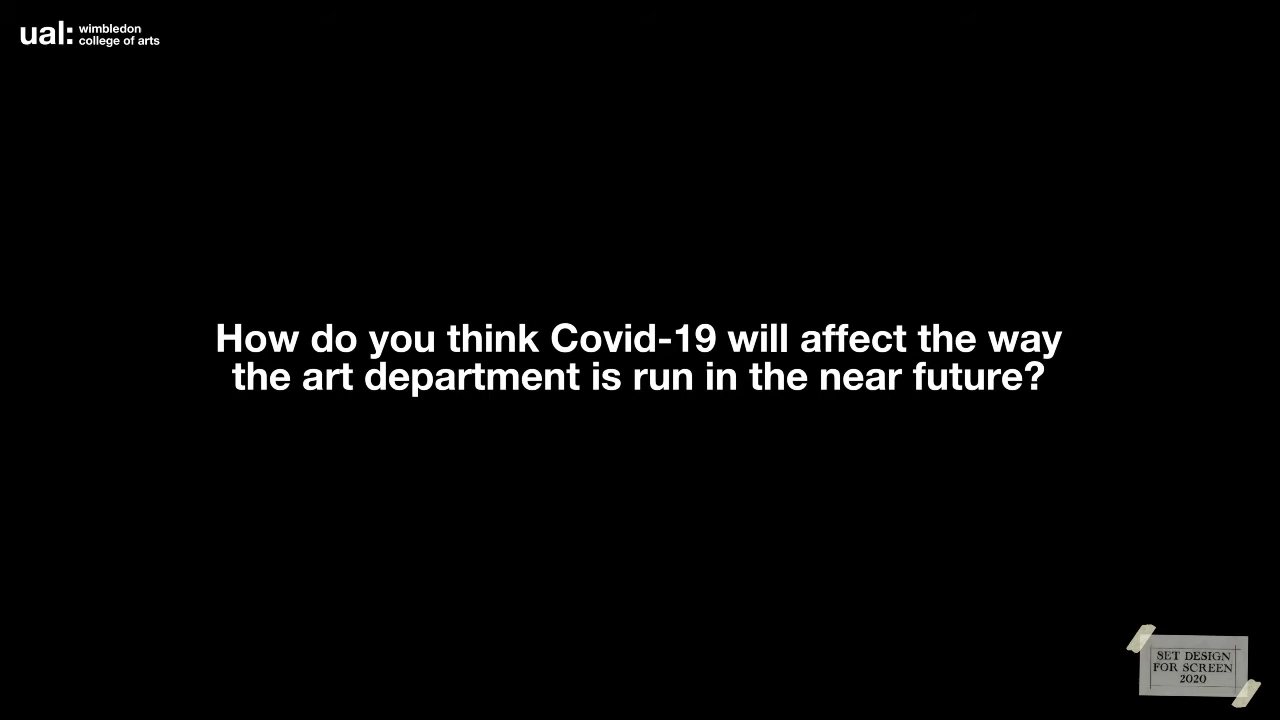 ual: wimbledon
college of arts
How do you think Covid-19 will affect the way
the art department is run in the near future?
SET DESIGN
FOR SCREEN
2020